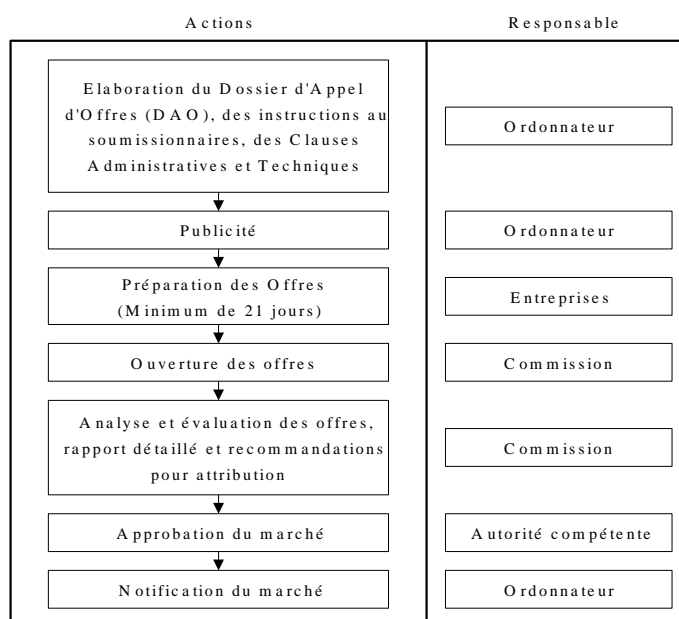 Actions
Responsable
Elaboration du Dossier d'Appel
d'Offres (DAO), des instructions au
soumissionnaires, des Clauses
Administratives et Techniques
Ordonnateur
Publicité
Ordonnateur
Préparation des Offres
(Minimum de 21 jours)
Entreprises
Ouverture des offres
Commission
Analyse et évaluation des offres,
rapport détaillé et recommandations
pour attribution
Commission
Approbation du marché
Autorité compétente
Notification du marché
Ordonnateur